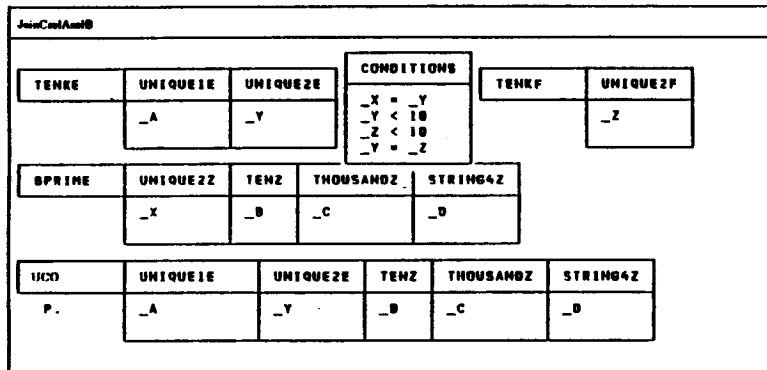 JoinCselAselB
TENKE UNIQUE1E UNIQUE2E CONDITIONS TENKF UNIQUE2F
_A _Y _X = _Y _Z
_Y < 10
_Z < 10
_Y = _Z
BPRIME UNIQUE2Z TENZ THOUSANDZ STRING4Z
_X _B _C _D
UCO UNIQUE1E UNIQUE2E TENZ THOUSANDZ STRING4Z
P. _A _Y _B _C _D